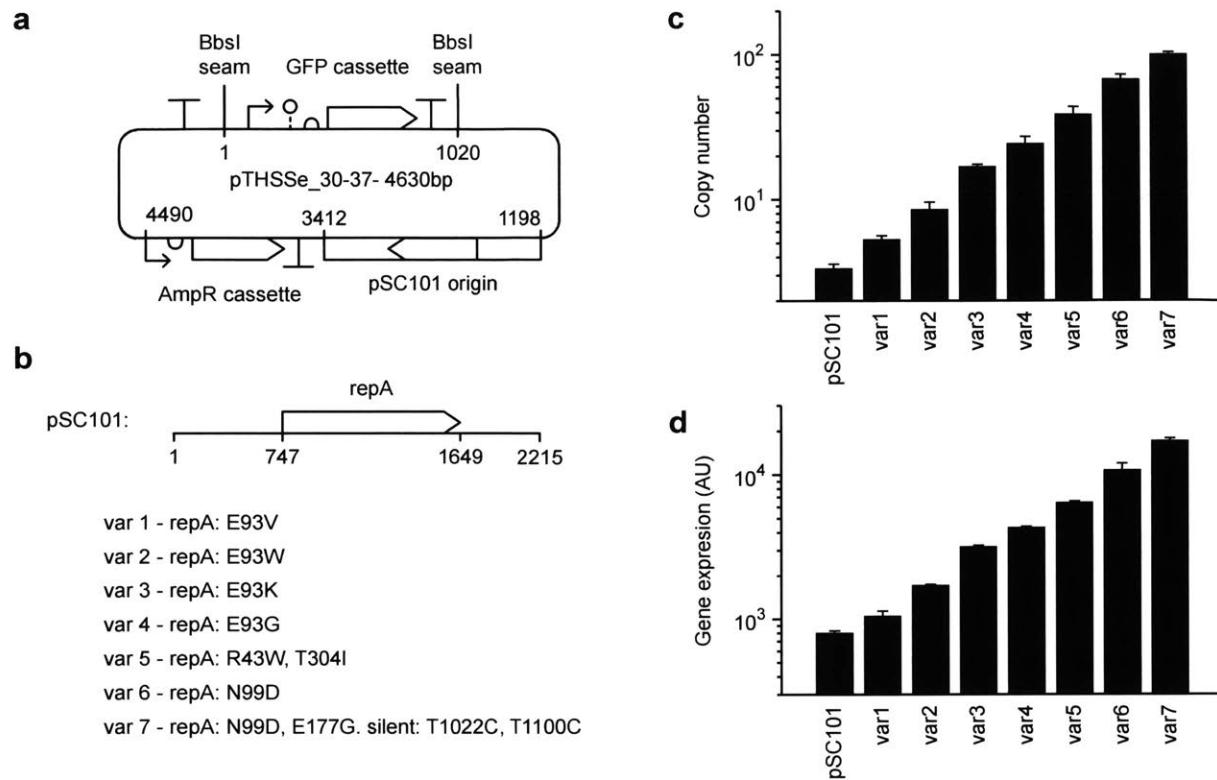 a
BbsI
seam
GFP cassette
BbsI
seam
1
1020
pTHSSe_30-37- 4630bp
4490
3412
1198
AmpR cassette
pSC101 origin
b
repA
pSC101:
1
747
1649
2215
var 1 - repA: E93V
var 2 - repA: E93W
var 3 - repA: E93K
var 4 - repA: E93G
var 5 - repA: R43W, T304I
var 6 - repA: N99D
var 7 - repA: N99D, E177G. silent: T1022C, T1100C
c
Copy number
10²
10¹
pSC101
var1
var2
var3
var4
var5
var6
var7
d
Gene expresion (AU)
10⁴
10³
pSC101
var1
var2
var3
var4
var5
var6
var7